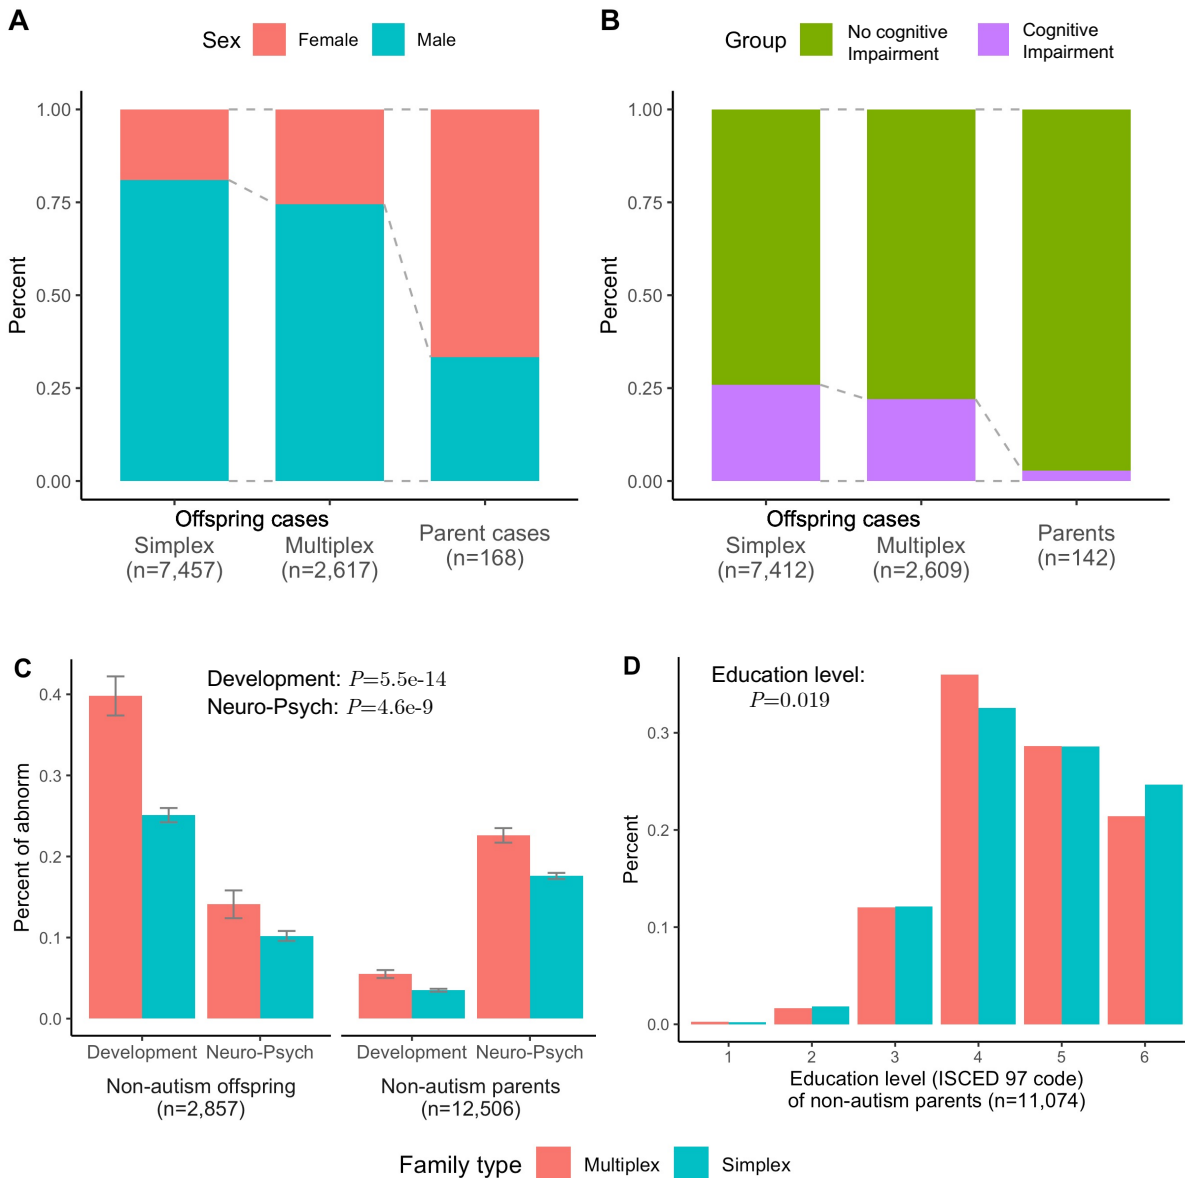 A
Sex Female Male
1.00
0.75
0.50
0.25
0.00
Percent
Offspring cases
Simplex
(n=7,457)
Multiplex
(n=2,617)
Parent cases
(n=168)
B
Group No cognitive
Impairment
Cognitive
Impairment
1.00
0.75
0.50
0.25
0.00
Percent
Offspring cases
Simplex
(n=7,412)
Multiplex
(n=2,609)
Parents
(n=142)
C
Development: P=5.5e-14
Neuro-Psych: P=4.6e-9
0.4
0.3
0.2
0.1
0.0
Percent of abnorm
Development Neuro-Psych
Non-autism offspring
(n=2,857)
Development Neuro-Psych
Non-autism parents
(n=12,506)
D
Education level:
P=0.019
0.3
0.2
0.1
0.0
Percent
1 2 3 4 5 6
Education level (ISCED 97 code)
of non-autism parents (n=11,074)
Family type Multiplex Simplex